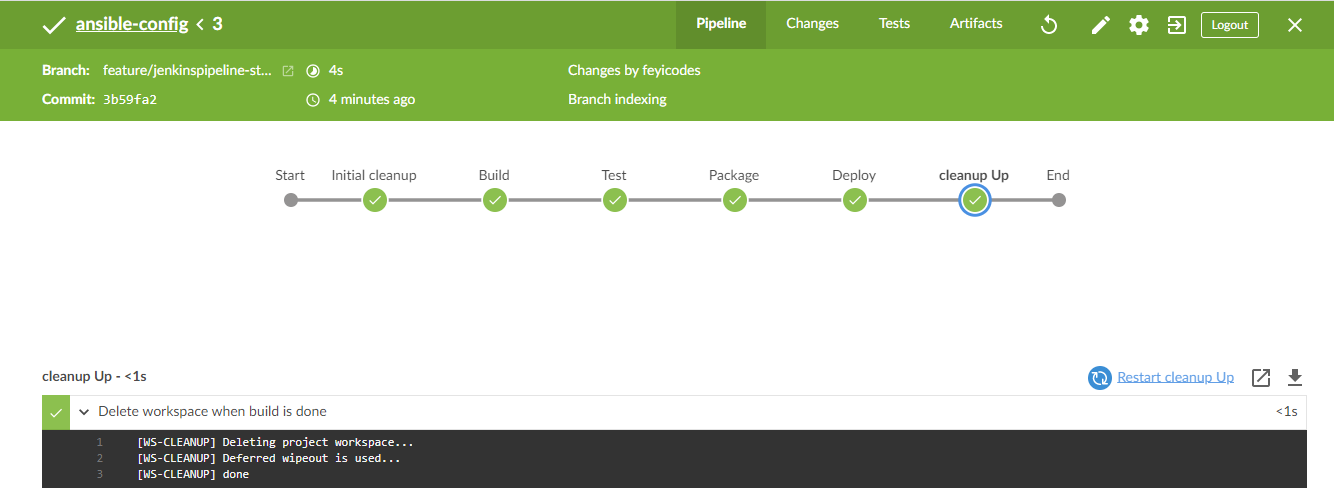 ansible-config < 3 Pipeline Changes Tests Artifacts Logout
Branch: feature/jenkinspipeline-st... 4s Changes by feyicodes
Commit: 3b59fa2 4 minutes ago Branch indexing
Start Initial cleanup Build Test Package Deploy cleanup Up End
cleanup Up - <1s Restart cleanup Up
Delete workspace when build is done <1s
1 [WS-CLEANUP] Deleting project workspace...
2 [WS-CLEANUP] Deferred wipeout is used...
3 [WS-CLEANUP] done